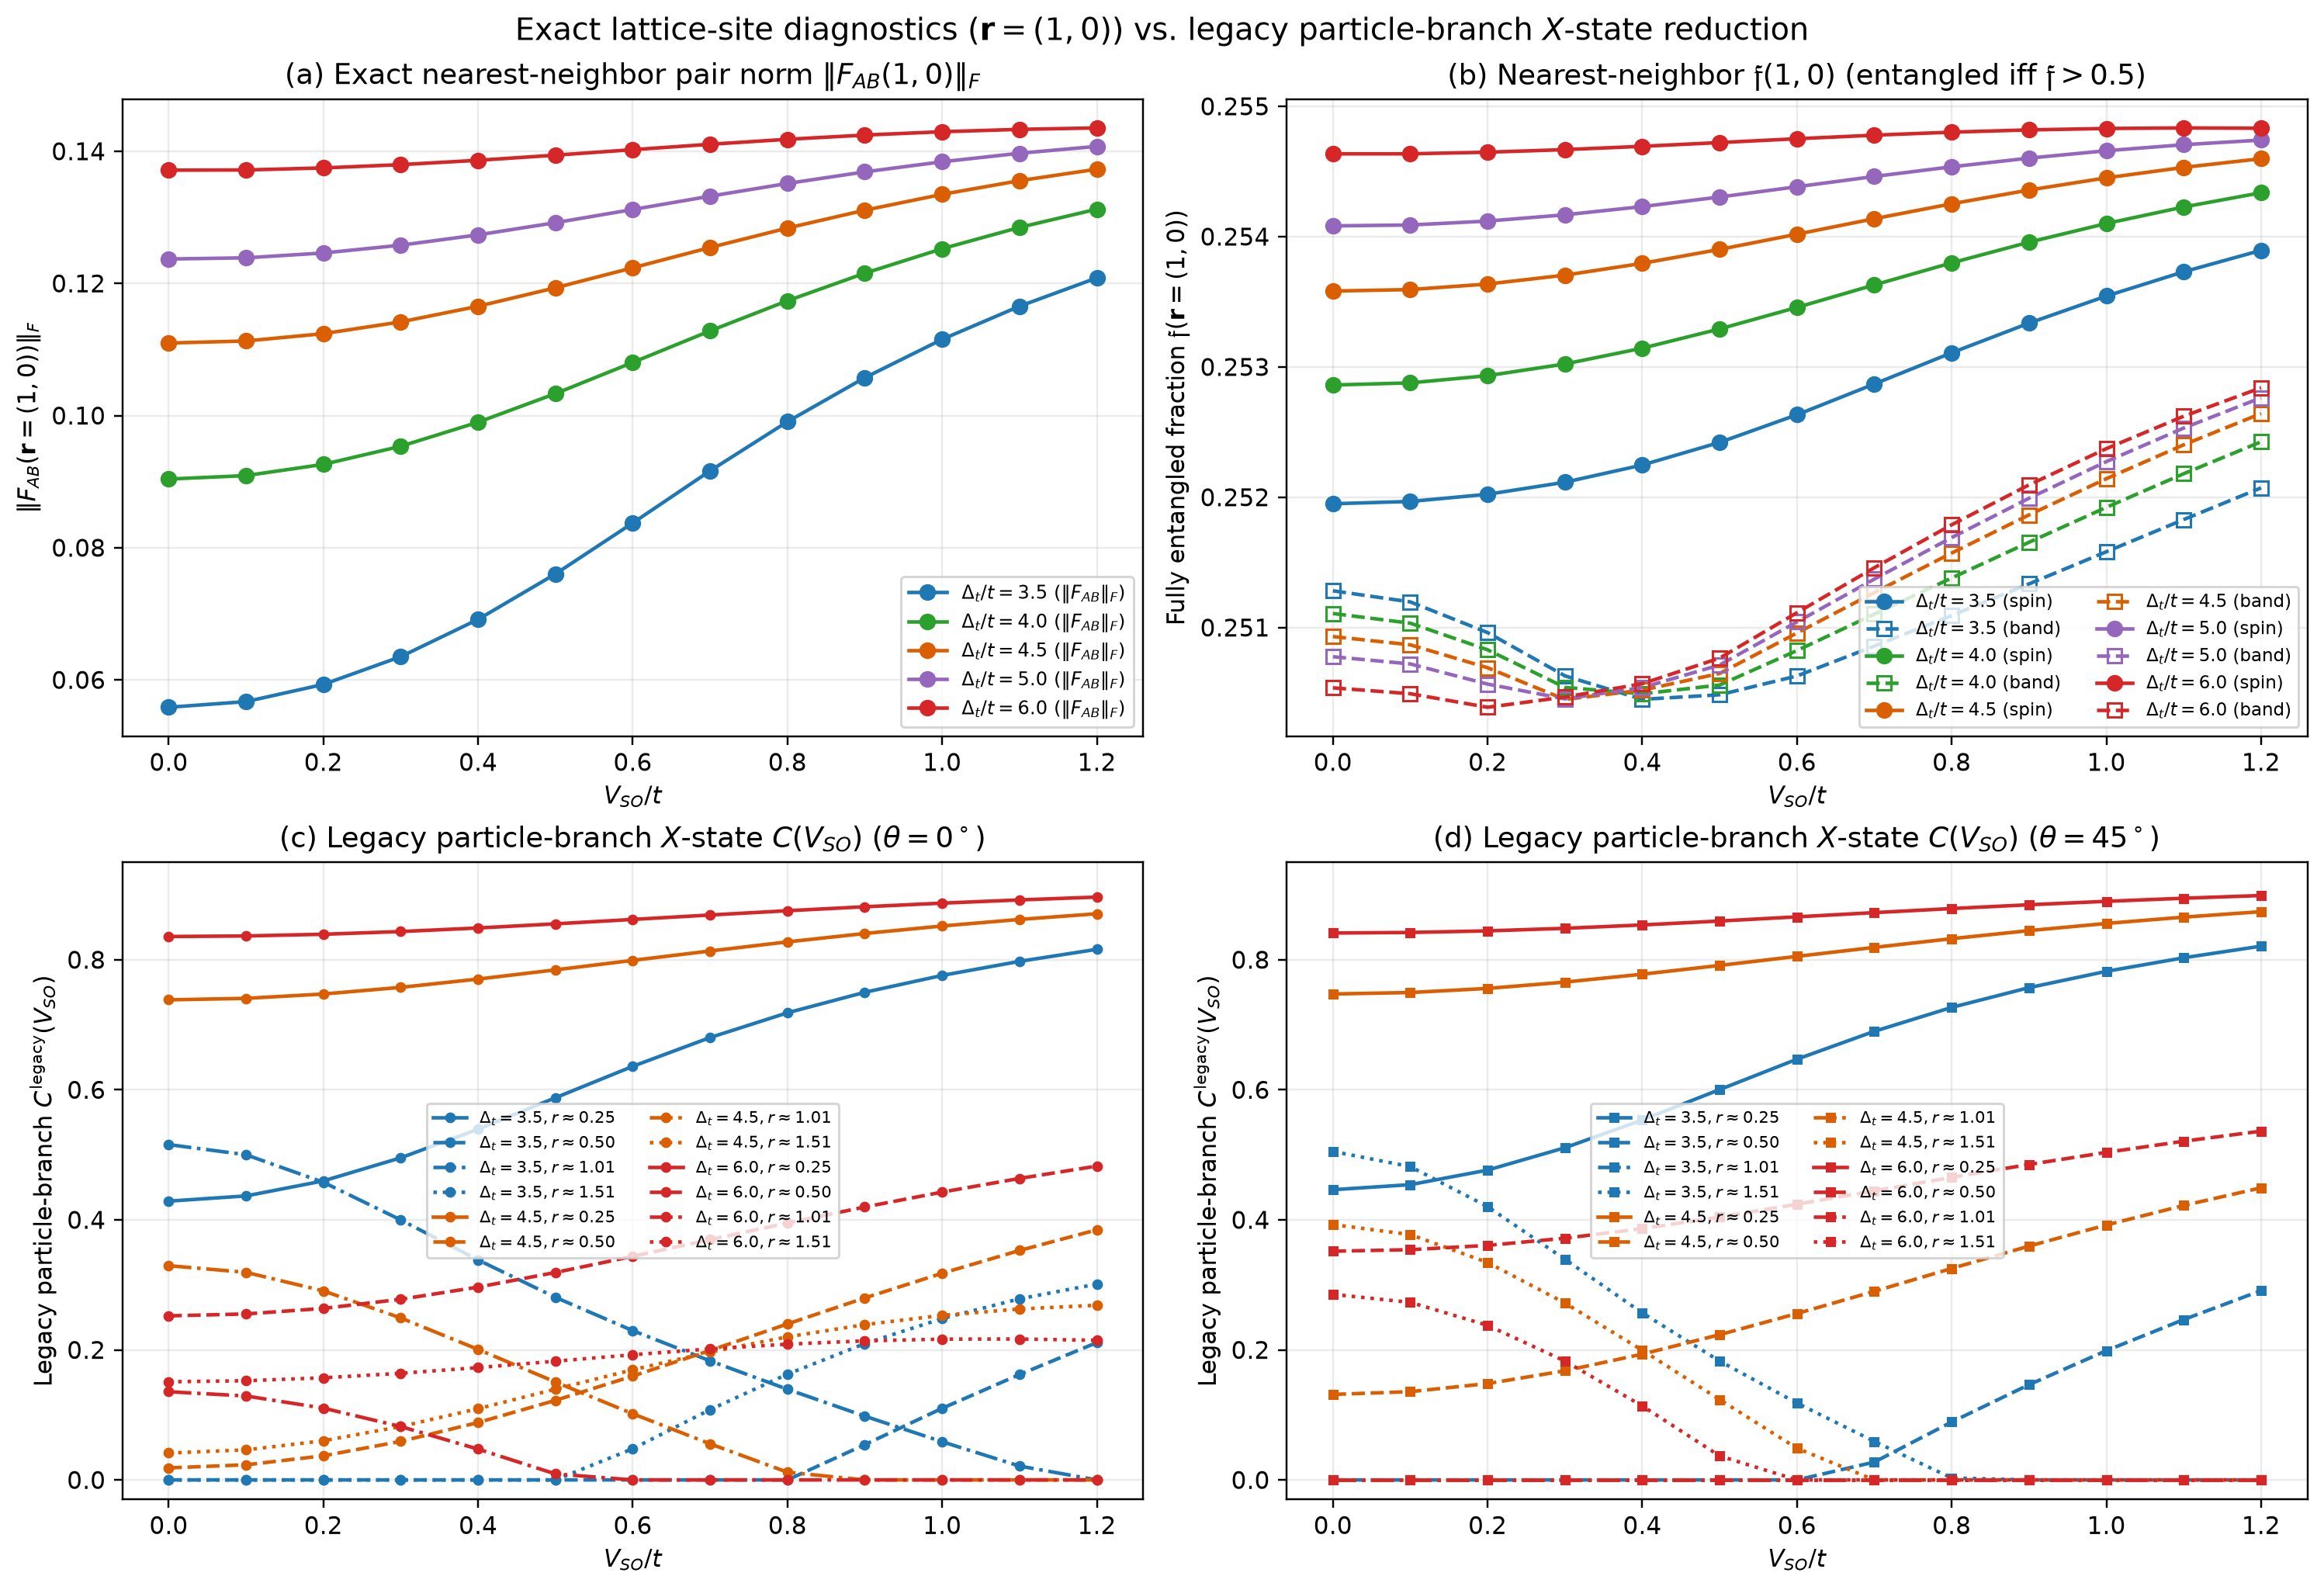 Exact lattice-site diagnostics (r = (1, 0)) vs. legacy particle-branch X-state reduction
(a) Exact nearest-neighbor pair norm ‖F_AB(1, 0)‖_F
‖F_AB(r = (1, 0))‖_F
0.14
0.12
0.10
0.08
0.06
Δ_t/t = 3.5 (‖F_AB‖_F)
Δ_t/t = 4.0 (‖F_AB‖_F)
Δ_t/t = 4.5 (‖F_AB‖_F)
Δ_t/t = 5.0 (‖F_AB‖_F)
Δ_t/t = 6.0 (‖F_AB‖_F)
0.0 0.2 0.4 0.6 0.8 1.0 1.2
V_SO/t
(b) Nearest-neighbor 𝔣(1, 0) (entangled iff 𝔣 > 0.5)
Fully entangled fraction 𝔣(r = (1, 0))
0.255
0.254
0.253
0.252
0.251
Δ_t/t = 3.5 (spin)
Δ_t/t = 3.5 (band)
Δ_t/t = 4.0 (spin)
Δ_t/t = 4.0 (band)
Δ_t/t = 4.5 (spin)
Δ_t/t = 4.5 (band)
Δ_t/t = 5.0 (spin)
Δ_t/t = 5.0 (band)
Δ_t/t = 6.0 (spin)
Δ_t/t = 6.0 (band)
0.0 0.2 0.4 0.6 0.8 1.0 1.2
V_SO/t
(c) Legacy particle-branch X-state C(V_SO) (θ = 0°)
Legacy particle-branch C^legacy(V_SO)
0.8
0.6
0.4
0.2
0.0
Δ_t = 3.5, r ≈ 0.25
Δ_t = 3.5, r ≈ 0.50
Δ_t = 3.5, r ≈ 1.01
Δ_t = 3.5, r ≈ 1.51
Δ_t = 4.5, r ≈ 0.25
Δ_t = 4.5, r ≈ 0.50
Δ_t = 4.5, r ≈ 1.01
Δ_t = 4.5, r ≈ 1.51
Δ_t = 6.0, r ≈ 0.25
Δ_t = 6.0, r ≈ 0.50
Δ_t = 6.0, r ≈ 1.01
Δ_t = 6.0, r ≈ 1.51
0.0 0.2 0.4 0.6 0.8 1.0 1.2
V_SO/t
(d) Legacy particle-branch X-state C(V_SO) (θ = 45°)
Legacy particle-branch C^legacy(V_SO)
0.8
0.6
0.4
0.2
0.0
Δ_t = 3.5, r ≈ 0.25
Δ_t = 3.5, r ≈ 0.50
Δ_t = 3.5, r ≈ 1.01
Δ_t = 3.5, r ≈ 1.51
Δ_t = 4.5, r ≈ 0.25
Δ_t = 4.5, r ≈ 0.50
Δ_t = 4.5, r ≈ 1.01
Δ_t = 4.5, r ≈ 1.51
Δ_t = 6.0, r ≈ 0.25
Δ_t = 6.0, r ≈ 0.50
Δ_t = 6.0, r ≈ 1.01
Δ_t = 6.0, r ≈ 1.51
0.0 0.2 0.4 0.6 0.8 1.0 1.2
V_SO/t